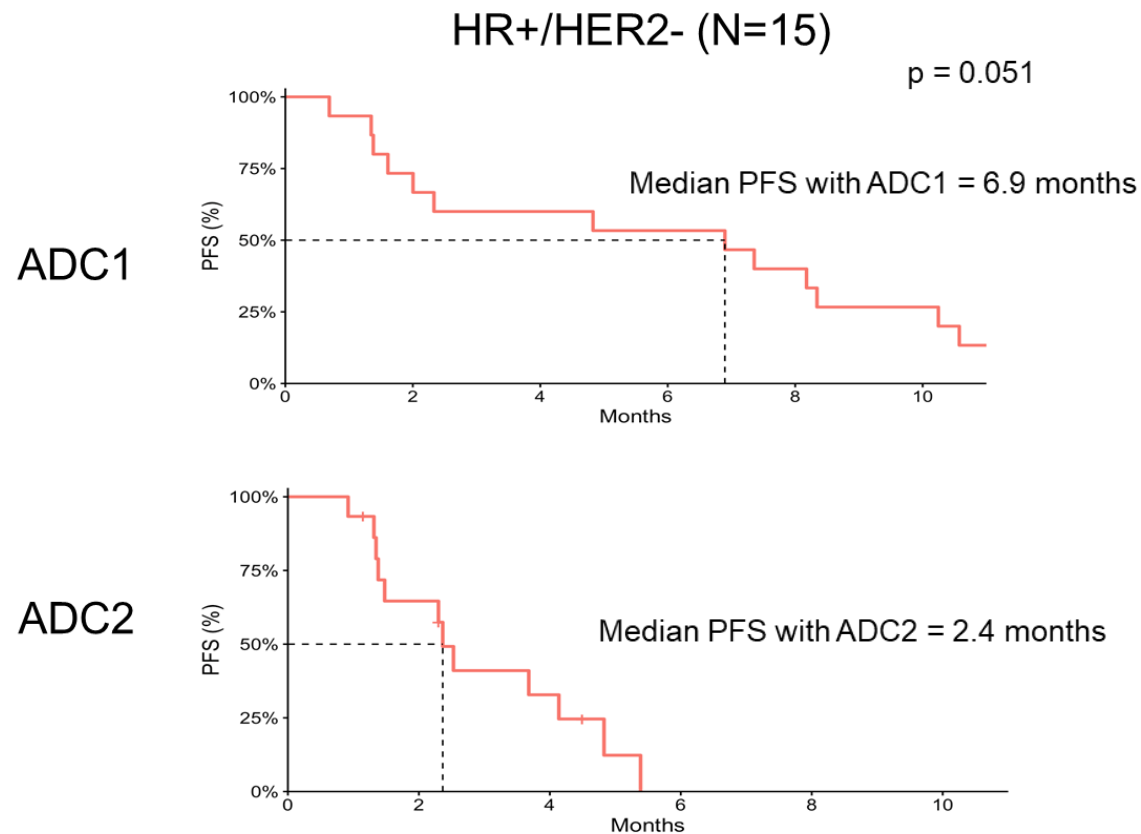 HR+/HER2- (N=15)
p = 0.051
ADC1
PFS (%)
100%
75%
50%
25%
0%
Median PFS with ADC1 = 6.9 months
0 2 4 6 8 10
Months
ADC2
PFS (%)
100%
75%
50%
25%
0%
Median PFS with ADC2 = 2.4 months
0 2 4 6 8 10
Months